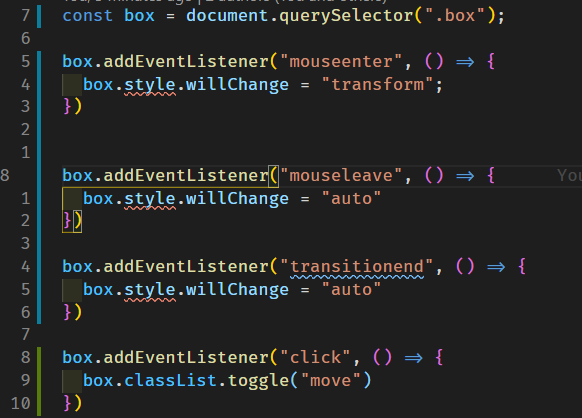 7 const box = document.querySelector(".box");
6
5 box.addEventListener("mouseenter", () => {
4   box.style.willChange = "transform";
3 })
2
1
8 box.addEventListener("mouseleave", () => { You
1   box.style.willChange = "auto"
2 })
3
4 box.addEventListener("transitionend", () => {
5   box.style.willChange = "auto"
6 })
7
8 box.addEventListener("click", () => {
9   box.classList.toggle("move")
10 })